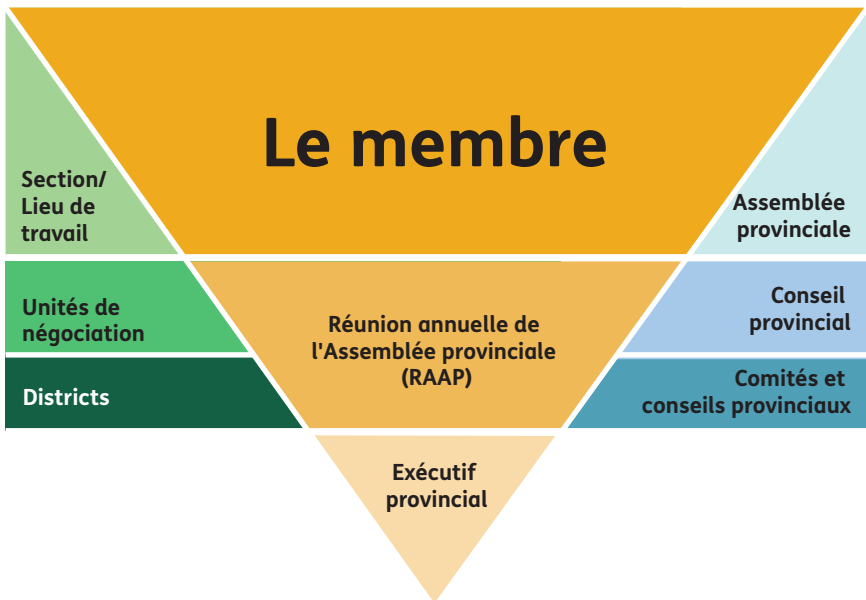 Le membre
Section/
Lieu de
travail
Assemblée
provinciale
Unités de
négociation
Réunion annuelle de
l'Assemblée provinciale
(RAAP)
Conseil
provincial
Districts
Comités et
conseils provinciaux
Exécutif
provincial